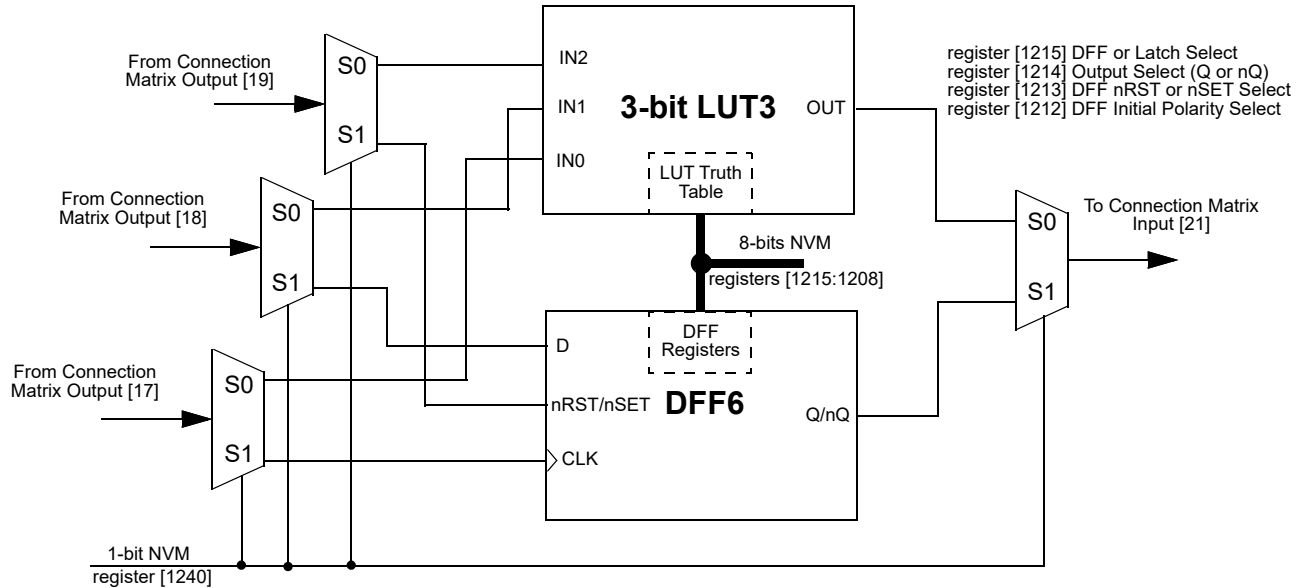 From Connection
Matrix Output [19]
S0
S1
IN2
IN1
IN0
3-bit LUT3
OUT
LUT Truth
Table
register [1215] DFF or Latch Select
register [1214] Output Select (Q or nQ)
register [1213] DFF nRST or nSET Select
register [1212] DFF Initial Polarity Select
From Connection
Matrix Output [18]
S0
S1
8-bits NVM
registers [1215:1208]
S0
S1
To Connection Matrix
Input [21]
From Connection
Matrix Output [17]
S0
S1
D
nRST/nSET
CLK
DFF
Registers
DFF6
Q/nQ
1-bit NVM
register [1240]